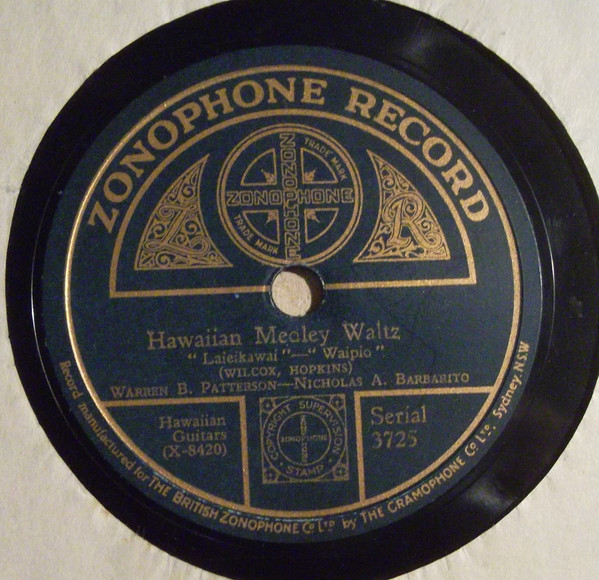 ZONOPHONE RECORD
TRADE MARK
ZONOPHONE
ZONOPHONE
TRADE MARK
Z
R
Hawaiian Medley Waltz
"Laieikawai"—"Waipio"
(WILCOX, HOPKINS)
WARREN B. PATTERSON—NICHOLAS A. BARBARITO
Hawaiian
Guitars
(X-8420)
COPYRIGHT SUPERVISION
ZONOPHONE
STAMP
Serial
3725
Record manufactured for THE BRITISH ZONOPHONE Co LTD. by THE GRAMOPHONE Co LTD. Sydney. NSW